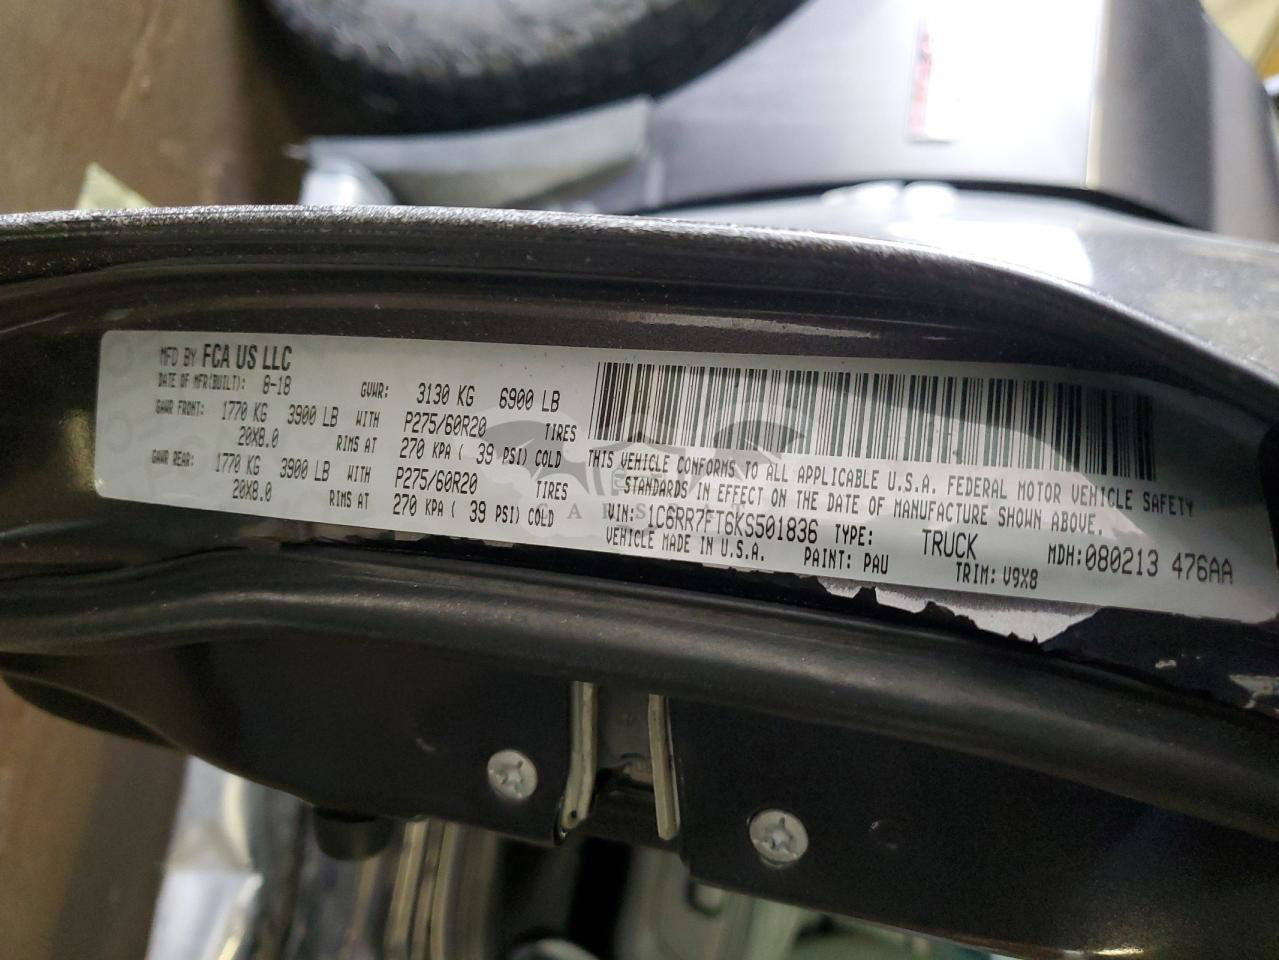 MFD BY FCA US LLC
DATE OF MFR(BUILT): 8-18 GVWR: 3130 KG 6900 LB
GAWR FRONT: 1770 KG 3900 LB WITH P275/60R20 TIRES
20X8.0 RIMS AT 270 KPA ( 39 PSI) COLD
GAWR REAR: 1770 KG 3900 LB WITH P275/60R20 TIRES
20X8.0 RIMS AT 270 KPA ( 39 PSI) COLD
THIS VEHICLE CONFORMS TO ALL APPLICABLE U.S.A. FEDERAL MOTOR VEHICLE SAFETY
STANDARDS IN EFFECT ON THE DATE OF MANUFACTURE SHOWN ABOVE.
VIN: 1C6RR7FT6KS501836 TYPE: TRUCK MDH:080213 476AA
VEHICLE MADE IN U.S.A. PAINT: PAU TRIM: V9X8